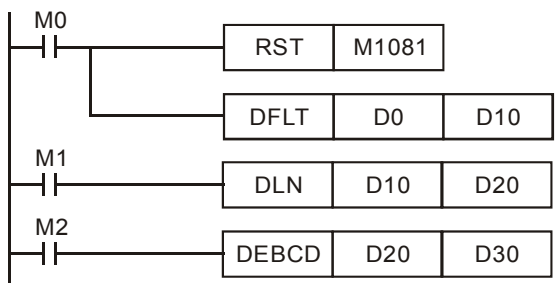 M0
RST M1081
DFLT D0 D10
M1
DLN D10 D20
M2
DEBCD D20 D30